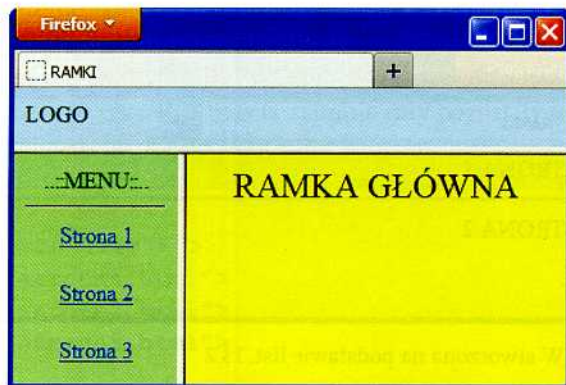 Firefox
RAMKI
+
LOGO
..::MENU::..
RAMKA GŁÓWNA
Strona 1
Strona 2
Strona 3